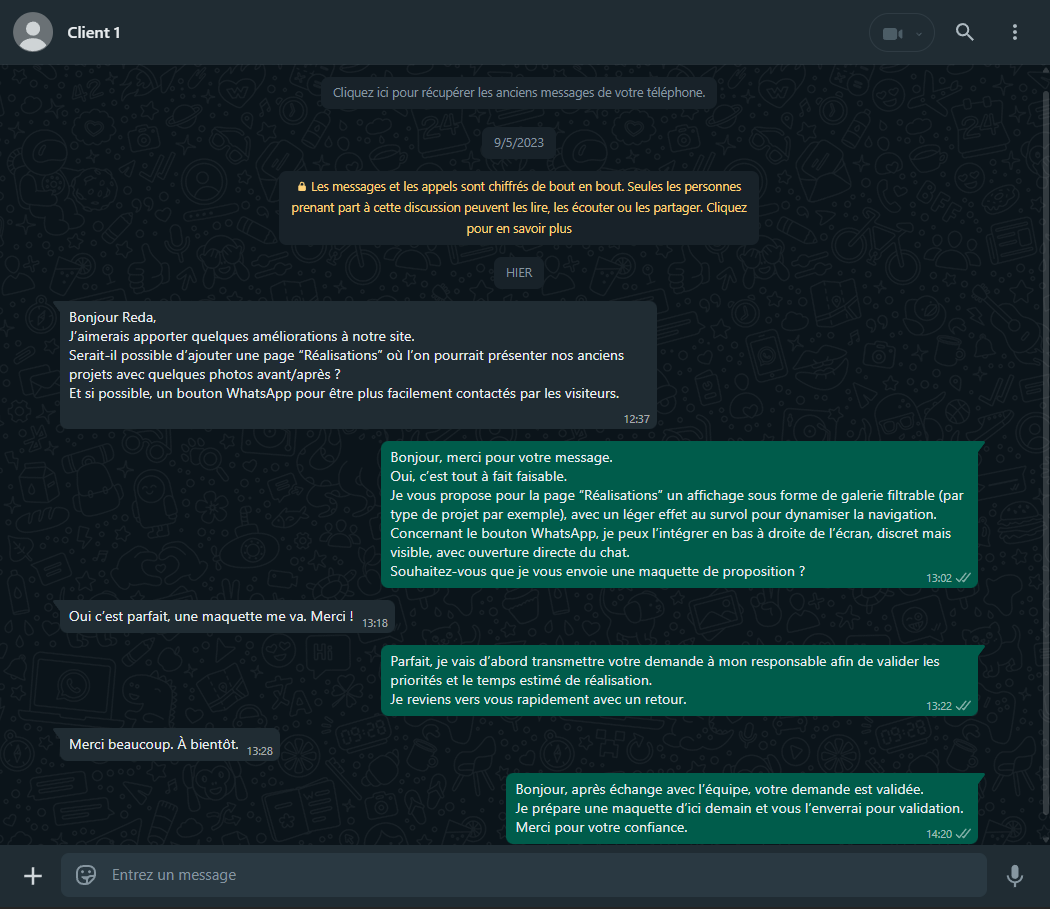 Client 1
Cliquez ici pour récupérer les anciens messages de votre téléphone.
9/5/2023
Les messages et les appels sont chiffrés de bout en bout. Seules les personnes
prenant part à cette discussion peuvent les lire, les écouter ou les partager. Cliquez
pour en savoir plus
HIER
Bonjour Reda,
J’aimerais apporter quelques améliorations à notre site.
Serait-il possible d’ajouter une page “Réalisations” où l’on pourrait présenter nos anciens
projets avec quelques photos avant/après ?
Et si possible, un bouton WhatsApp pour être plus facilement contactés par les visiteurs.
12:37
Bonjour, merci pour votre message.
Oui, c’est tout à fait faisable.
Je vous propose pour la page “Réalisations” un affichage sous forme de galerie filtrable (par
type de projet par exemple), avec un léger effet au survol pour dynamiser la navigation.
Concernant le bouton WhatsApp, je peux l’intégrer en bas à droite de l’écran, discret mais
visible, avec ouverture directe du chat.
Souhaitez-vous que je vous envoie une maquette de proposition ?
13:02
Oui c’est parfait, une maquette me va. Merci !
13:18
Parfait, je vais d’abord transmettre votre demande à mon responsable afin de valider les
priorités et le temps estimé de réalisation.
Je reviens vers vous rapidement avec un retour.
13:22
Merci beaucoup. À bientôt.
13:28
Bonjour, après échange avec l’équipe, votre demande est validée.
Je prépare une maquette d’ici demain et vous l’enverrai pour validation.
Merci pour votre confiance.
14:20
Entrez un message